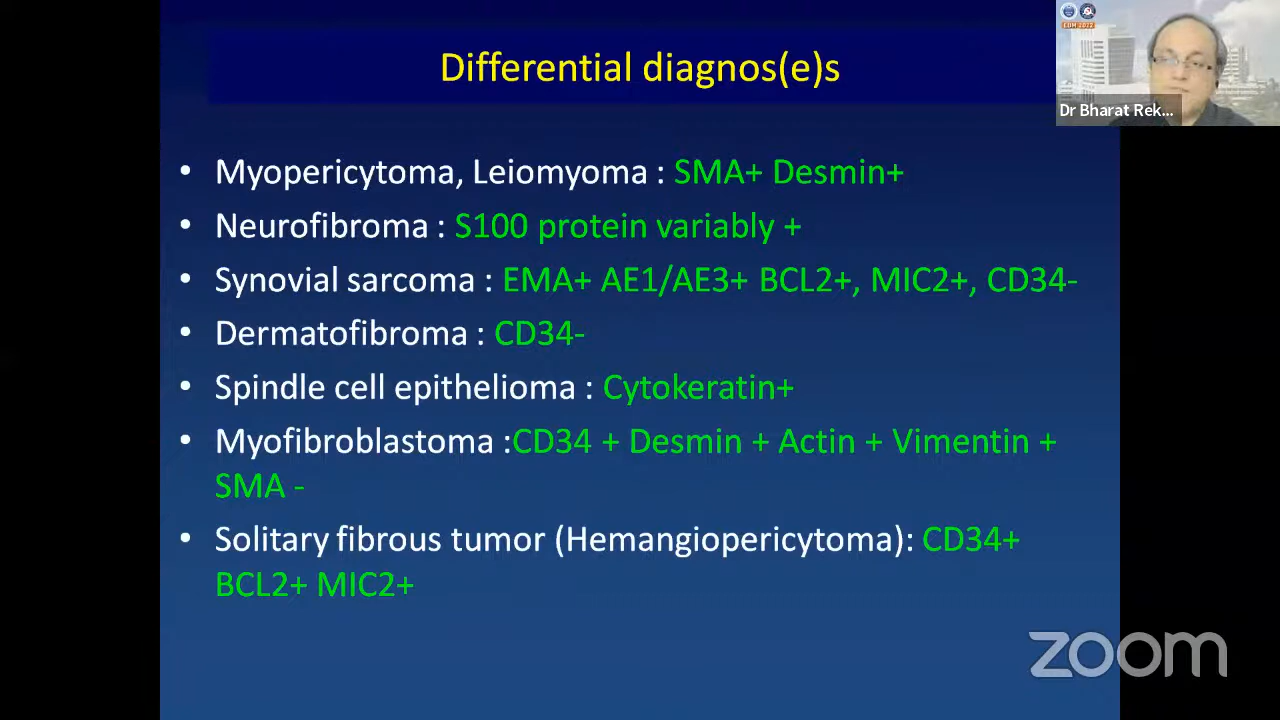 Differential diagnos(e)s
Dr Bharat Rek...
• Myopericytoma, Leiomyoma : SMA+ Desmin+
• Neurofibroma : S100 protein variably +
• Synovial sarcoma : EMA+ AE1/AE3+ BCL2+, MIC2+, CD34-
• Dermatofibroma : CD34-
• Spindle cell epithelioma : Cytokeratin+
• Myofibroblastoma :CD34 + Desmin + Actin + Vimentin +
SMA -
• Solitary fibrous tumor (Hemangiopericytoma): CD34+
BCL2+ MIC2+
zoom